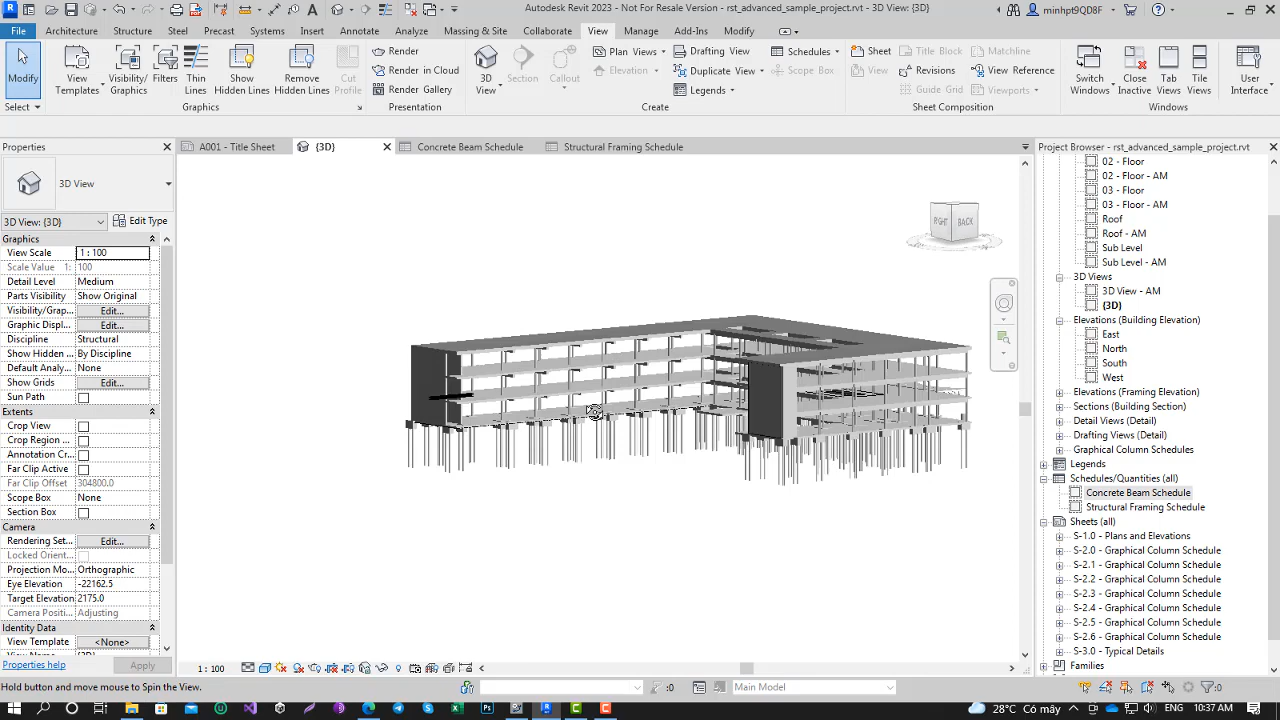 Autodesk Revit 2023 - Not For Resale Version - rst_advanced_sample_project.rvt - 3D View: {3D}
minhpt9QD8F
File Architecture Structure Steel Precast Systems Insert Annotate Analyze Massing & Site Collaborate View Manage Add-Ins Modify
Modify
View Templates
Visibility/ Graphics
Filters
Thin Lines
Show Hidden Lines
Remove Hidden Lines
Cut Profile
Render
Render in Cloud
Render Gallery
3D View
Section
Callout
Plan Views
Elevation
Drafting View
Duplicate View
Legends
Schedules
Scope Box
Sheet
View
Title Block
Revisions
Guide Grid
Matchline
View Reference
Viewports
Switch Windows
Close Inactive
Tab Views
Tile Views
User Interface
Select Graphics Presentation Create Sheet Composition Windows
Properties
A001 - Title Sheet
{3D}
Concrete Beam Schedule
Structural Framing Schedule
Project Browser - rst_advanced_sample_project.rvt
3D View
3D View: {3D} Edit Type
Graphics
View Scale 1 : 100
Scale Value 1: 100
Detail Level Medium
Parts Visibility Show Original
Visibility/Grap... Edit...
Graphic Displ... Edit...
Discipline Structural
Show Hidden ... By Discipline
Default Analy... None
Show Grids Edit...
Sun Path
Extents
Crop View
Crop Region ...
Annotation Cr...
Far Clip Active
Far Clip Offset 304800.0
Scope Box None
Section Box
Camera
Rendering Set... Edit...
Locked Orient...
Projection Mo... Orthographic
Eye Elevation -22162.5
Target Elevation 2175.0
Camera Positi... Adjusting
Identity Data
View Template <None>
Properties help Apply
RIGHT BACK
02 - Floor
02 - Floor - AM
03 - Floor
03 - Floor - AM
Roof
Roof - AM
Sub Level
Sub Level - AM
3D Views
3D View - AM
{3D}
Elevations (Building Elevation)
East
North
South
West
Elevations (Framing Elevation)
Sections (Building Section)
Detail Views (Detail)
Drafting Views (Detail)
Graphical Column Schedules
Legends
Schedules/Quantities (all)
Concrete Beam Schedule
Structural Framing Schedule
Sheets (all)
S-1.0 - Plans and Elevations
S-2.0 - Graphical Column Schedule
S-2.1 - Graphical Column Schedule
S-2.2 - Graphical Column Schedule
S-2.3 - Graphical Column Schedule
S-2.4 - Graphical Column Schedule
S-2.5 - Graphical Column Schedule
S-2.6 - Graphical Column Schedule
S-3.0 - Typical Details
Families
1 : 100
Hold button and move mouse to Spin the View.
:0
Main Model
:0
28°C Có mây
ENG
10:37 AM